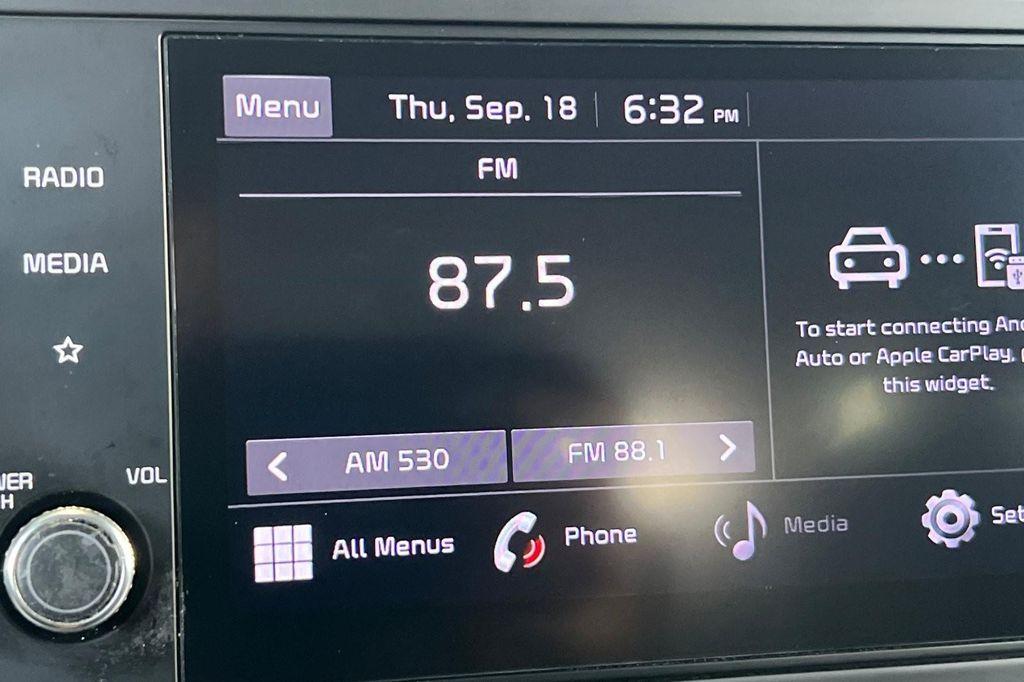 Menu Thu, Sep. 18 6:32 PM
RADIO
MEDIA
VOL
H
FM
87.5
AM 530 FM 88.1
To start connecting
Auto or Apple CarPlay,
this widget.
All Menus Phone Media